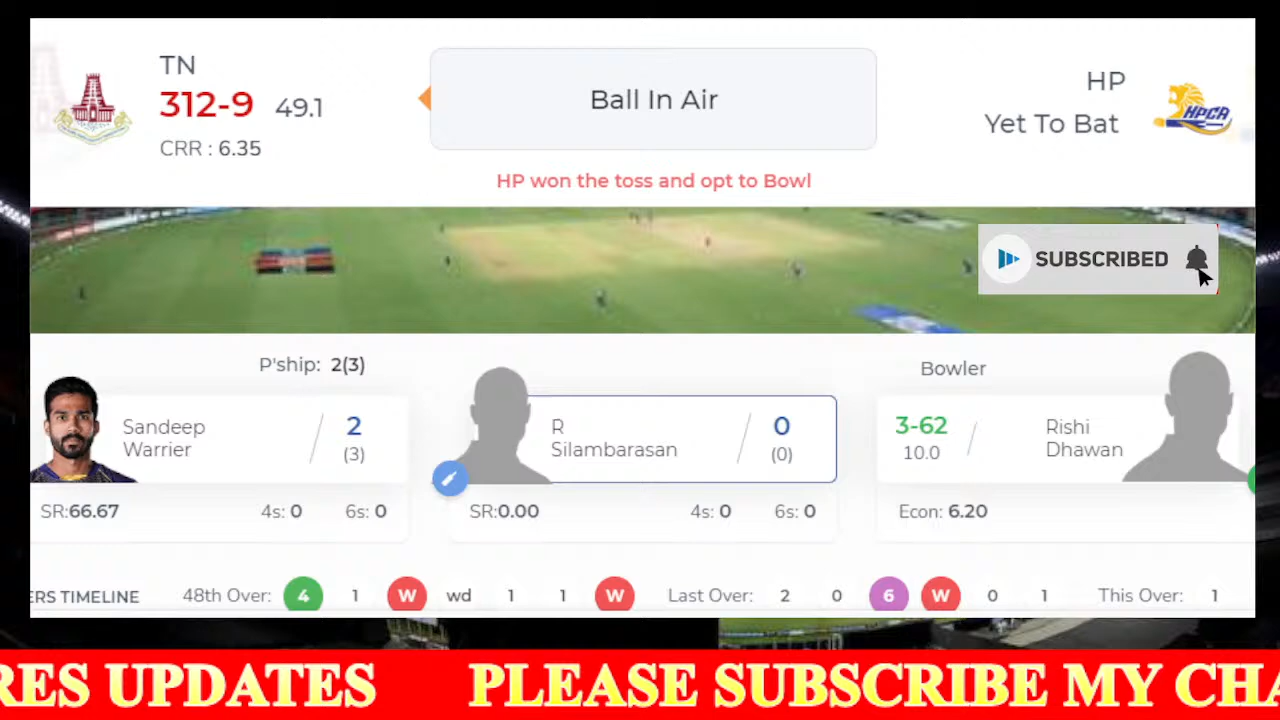 TN
312-9 49.1
CRR : 6.35
Ball In Air
HP won the toss and opt to Bowl
HP
Yet To Bat
HPCA
SUBSCRIBED
P'ship: 2(3)
Sandeep
Warrier
2
(3)
SR:66.67 4s: 0 6s: 0
R
Silambarasan
0
(0)
SR:0.00 4s: 0 6s: 0
Bowler
3-62
10.0
Rishi
Dhawan
Econ: 6.20
ERS TIMELINE 48th Over: 4 1 W wd 1 1 W Last Over: 2 0 6 W 0 1 This Over: 1
RES UPDATES PLEASE SUBSCRIBE MY CHA